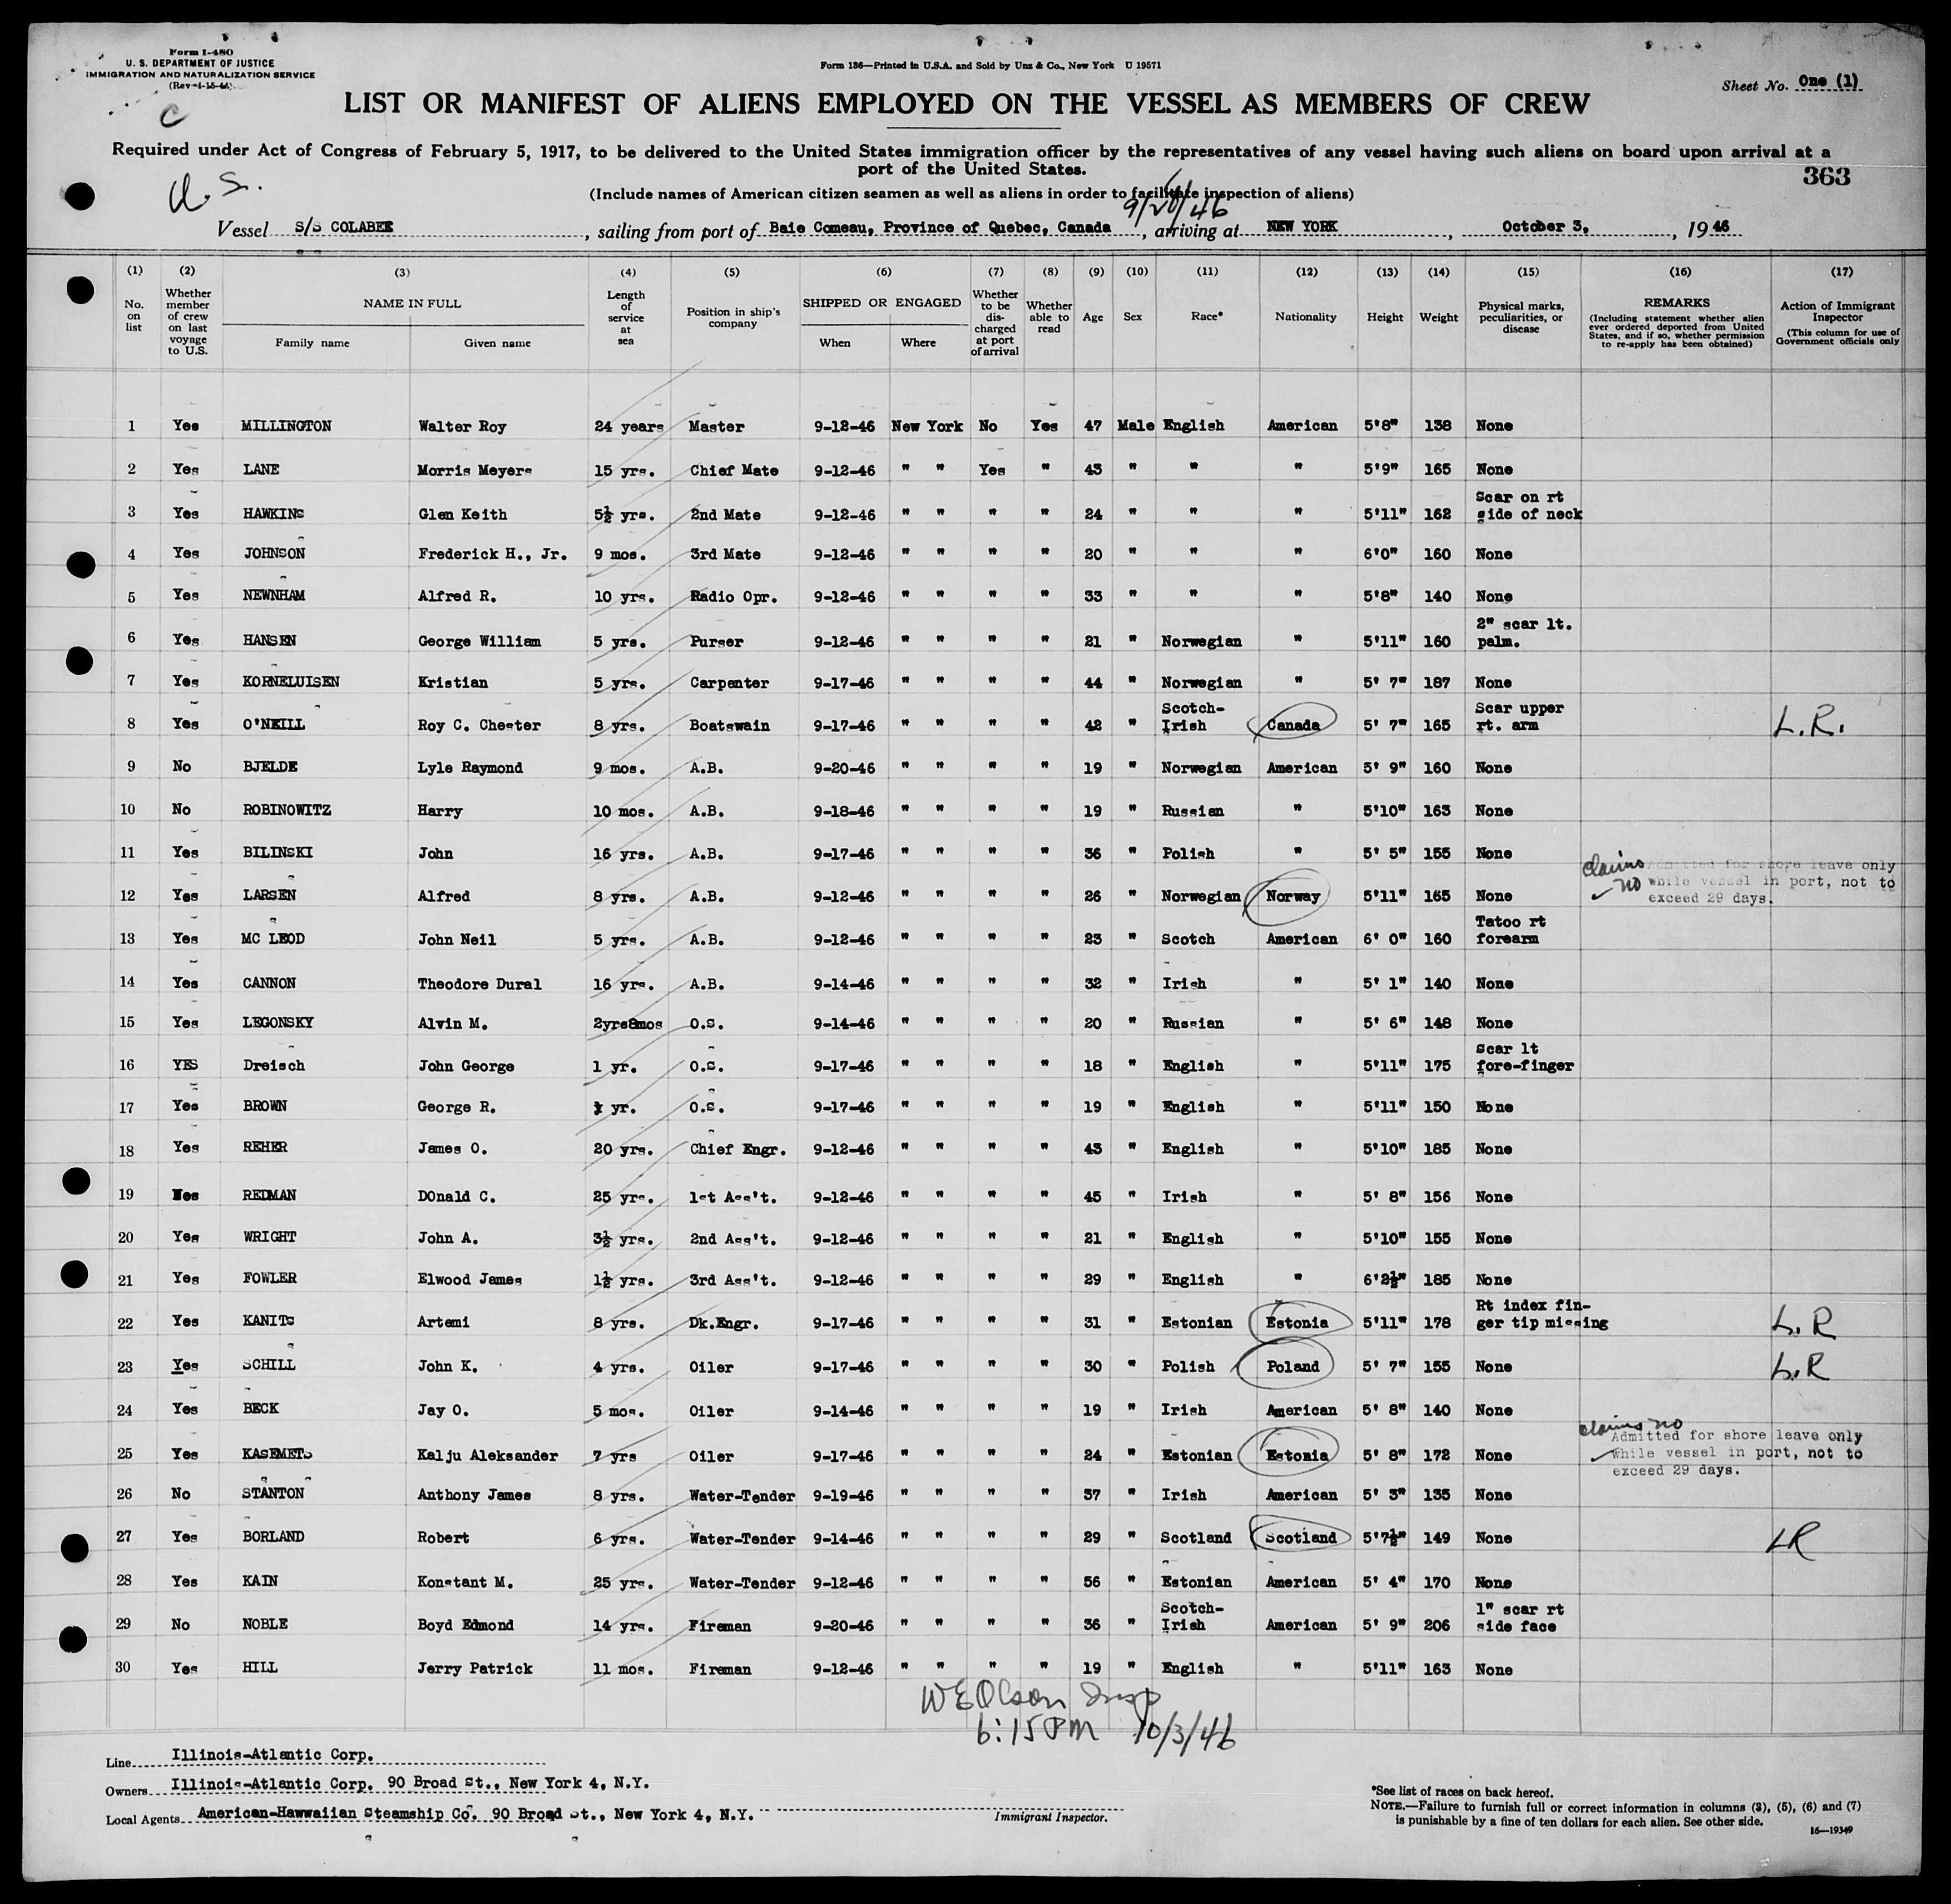 Form I-480
U. S. DEPARTMENT OF JUSTICE
IMMIGRATION AND NATURALIZATION SERVICE
(Rev 4-15-44)
C
Form 136—Printed in U.S.A. and Sold by Unz & Co., New York U 19571
Sheet No. One (1)
LIST OR MANIFEST OF ALIENS EMPLOYED ON THE VESSEL AS MEMBERS OF CREW
Required under Act of Congress of February 5, 1917, to be delivered to the United States immigration officer by the representatives of any vessel having such aliens on board upon arrival at a
port of the United States.
363
U.S.
(Include names of American citizen seamen as well as aliens in order to facilitate inspection of aliens)
9/26/46
Vessel S/S COLABEE, sailing from port of Baie Comeau, Province of Quebec, Canada, arriving at NEW YORK, October 3, 1946
(1) (2) (3) (4) (5) (6) (7) (8) (9) (10) (11) (12) (13) (14) (15) (16) (17)
No. on list
Whether member of crew on last voyage to U.S.
NAME IN FULL
Family name Given name
Length of service at sea
Position in ship's company
SHIPPED OR ENGAGED
When Where
Whether to be discharged at port of arrival
Whether able to read
Age Sex Race* Nationality Height Weight
Physical marks, peculiarities, or disease
REMARKS
(Including statement whether alien ever ordered deported from United States, and if so, whether permission to re-apply has been obtained)
Action of Immigrant Inspector
(This column for use of Government officials only
1 Yes MILLINGTON Walter Roy 24 years Master 9-12-46 New York No Yes 47 Male English American 5'8" 138 None
2 Yes LANE Morris Meyers 15 yrs. Chief Mate 9-12-46 " " Yes " 43 " " " 5'9" 165 None
3 Yes HAWKINS Glen Keith 5½ yrs. 2nd Mate 9-12-46 " " " " 24 " " " 5'11" 162 Scar on rt side of neck
4 Yes JOHNSON Frederick H., Jr. 9 mos. 3rd Mate 9-12-46 " " " " 20 " " " 6'0" 160 None
5 Yes NEWNHAM Alfred R. 10 yrs. Radio Opr. 9-12-46 " " " " 33 " " " 5'8" 140 None
6 Yes HANSEN George William 5 yrs. Purser 9-12-46 " " " " 21 " Norwegian " 5'11" 160 2" scar lt. palm.
7 Yes KORNELUISEN Kristian 5 yrs. Carpenter 9-17-46 " " " " 44 " Norwegian " 5' 7" 187 None
8 Yes O'NEILL Roy C. Chester 8 yrs. Boatswain 9-17-46 " " " " 42 " Scotch-Irish Canada 5' 7" 165 Scar upper rt. arm L.R.
9 No BJELDE Lyle Raymond 9 mos. A.B. 9-20-46 " " " " 19 " Norwegian American 5' 9" 160 None
10 No ROBINOWITZ Harry 10 mos. A.B. 9-18-46 " " " " 19 " Russian " 5'10" 163 None
11 Yes BILINSKI John 16 yrs. A.B. 9-17-46 " " " " 36 " Polish " 5' 5" 155 None
12 Yes LARSEN Alfred 8 yrs. A.B. 9-12-46 " " " " 26 " Norwegian Norway 5'11" 165 None claims no Admitted for shore leave only while vessel in port, not to exceed 29 days.
13 Yes MC LEOD John Neil 5 yrs. A.B. 9-12-46 " " " " 23 " Scotch American 6' 0" 160 Tatoo rt forearm
14 Yes CANNON Theodore Dural 16 yrs. A.B. 9-14-46 " " " " 32 " Irish " 5' 1" 140 None
15 Yes LEGONSKY Alvin M. 2yrs8mos O.S. 9-14-46 " " " " 20 " Russian " 5' 6" 148 None
16 YES Dreisch John George 1 yr. O.S. 9-17-46 " " " " 18 " English " 5'11" 175 Scar lt fore-finger
17 Yes BROWN George R. 1 yr. O.S. 9-17-46 " " " " 19 " English " 5'11" 150 None
18 Yes REHER James O. 20 yrs. Chief Engr. 9-12-46 " " " " 43 " English " 5'10" 185 None
19 Yes REDMAN DOnald C. 25 yrs. 1st Ass't. 9-12-46 " " " " 45 " Irish " 5' 8" 156 None
20 Yes WRIGHT John A. 3½ yrs. 2nd Ass't. 9-12-46 " " " " 21 " English " 5'10" 155 None
21 Yes FOWLER Elwood James 1½ yrs. 3rd Ass't. 9-12-46 " " " " 29 " English " 6'2½" 185 None
22 Yes KANITS Artemi 8 yrs. Dk.Engr. 9-17-46 " " " " 31 " Estonian Estonia 5'11" 178 Rt index fin-ger tip missing L.R
23 Yes SCHILL John K. 4 yrs. Oiler 9-17-46 " " " " 30 " Polish Poland 5' 7" 155 None L.R
24 Yes BECK Jay O. 5 mos. Oiler 9-14-46 " " " " 19 " Irish American 5' 8" 140 None
25 Yes KASEMETS Kalju Aleksander 7 yrs Oiler 9-17-46 " " " " 24 " Estonian Estonia 5' 8" 172 None claims no Admitted for shore leave only while vessel in port, not to exceed 29 days.
26 No STANTON Anthony James 8 yrs. Water-Tender 9-19-46 " " " " 37 " Irish American 5' 3" 135 None
27 Yes BORLAND Robert 6 yrs. Water-Tender 9-14-46 " " " " 29 " Scotland Scotland 5'7½" 149 None LR
28 Yes KAIN Konstant M. 25 yrs. Water-Tender 9-12-46 " " " " 56 " Estonian American 5' 4" 170 None
29 No NOBLE Boyd Edmond 14 yrs. Fireman 9-20-46 " " " " 36 " Scotch-Irish American 5' 9" 206 1" scar rt side face
30 Yes HILL Jerry Patrick 11 mos. Fireman 9-12-46 " " " " 19 " English " 5'11" 163 None
WE Olson Insp
6:15 PM 10/3/46
Line Illinois-Atlantic Corp.
Owners Illinois-Atlantic Corp. 90 Broad St., New York 4, N.Y.
Local Agents American-Hawwaiian Steamship Co. 90 Broad St., New York 4, N.Y.
Immigrant Inspector.
*See list of races on back hereof.
NOTE.—Failure to furnish full or correct information in columns (3), (5), (6) and (7)
is punishable by a fine of ten dollars for each alien. See other side.
16—19349